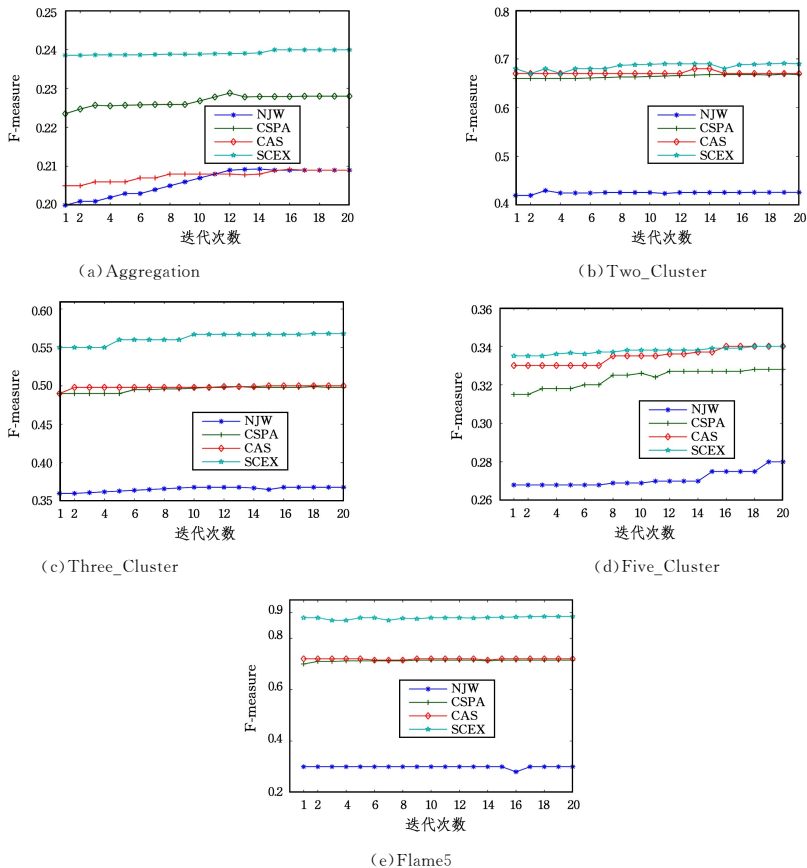 0.25
0.24
0.23
0.22
0.21
0.20
F-measure
NJW
CSPA
CAS
SCEX
1 2 4 6 8 10 12 14 16 18 20
迭代次数
(a)Aggregation
0.8
0.7
0.6
0.5
0.4
F-measure
NJW
CSPA
CAS
SCEX
1 2 4 6 8 10 12 14 16 18 20
迭代次数
(b)Two_Cluster
0.60
0.55
0.50
0.45
0.40
0.35
F-measure
NJW
CSPA
CAS
SCEX
1 2 4 6 8 10 12 14 16 18 20
迭代次数
(c)Three_Cluster
0.36
0.34
0.32
0.30
0.28
0.26
F-measure
NJW
CSPA
CAS
SCEX
1 2 4 6 8 10 12 14 16 18 20
迭代次数
(d)Five_Cluster
0.9
0.8
0.7
0.6
0.5
0.4
0.2
F-measure
NJW
CSPA
CAS
SCEX
1 2 4 6 8 10 12 14 16 18 20
迭代次数
(e)Flame5